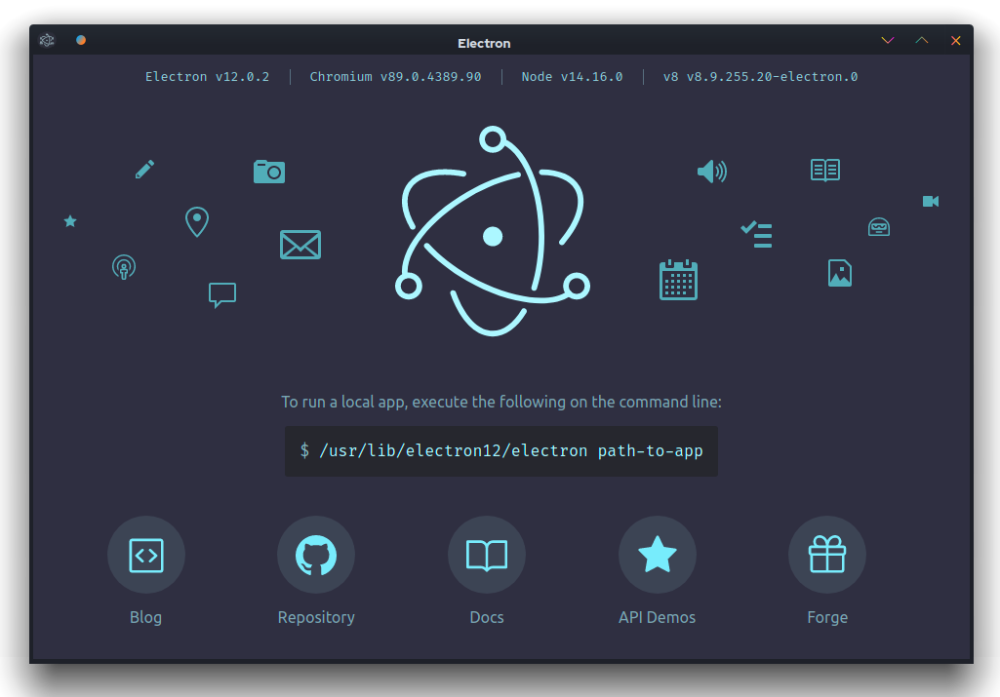 Electron
Electron v12.0.2 | Chromium v89.0.4389.90 | Node v14.16.0 | v8 v8.9.255.20-electron.0
To run a local app, execute the following on the command line:
$ /usr/lib/electron12/electron path-to-app
Blog Repository Docs API Demos Forge